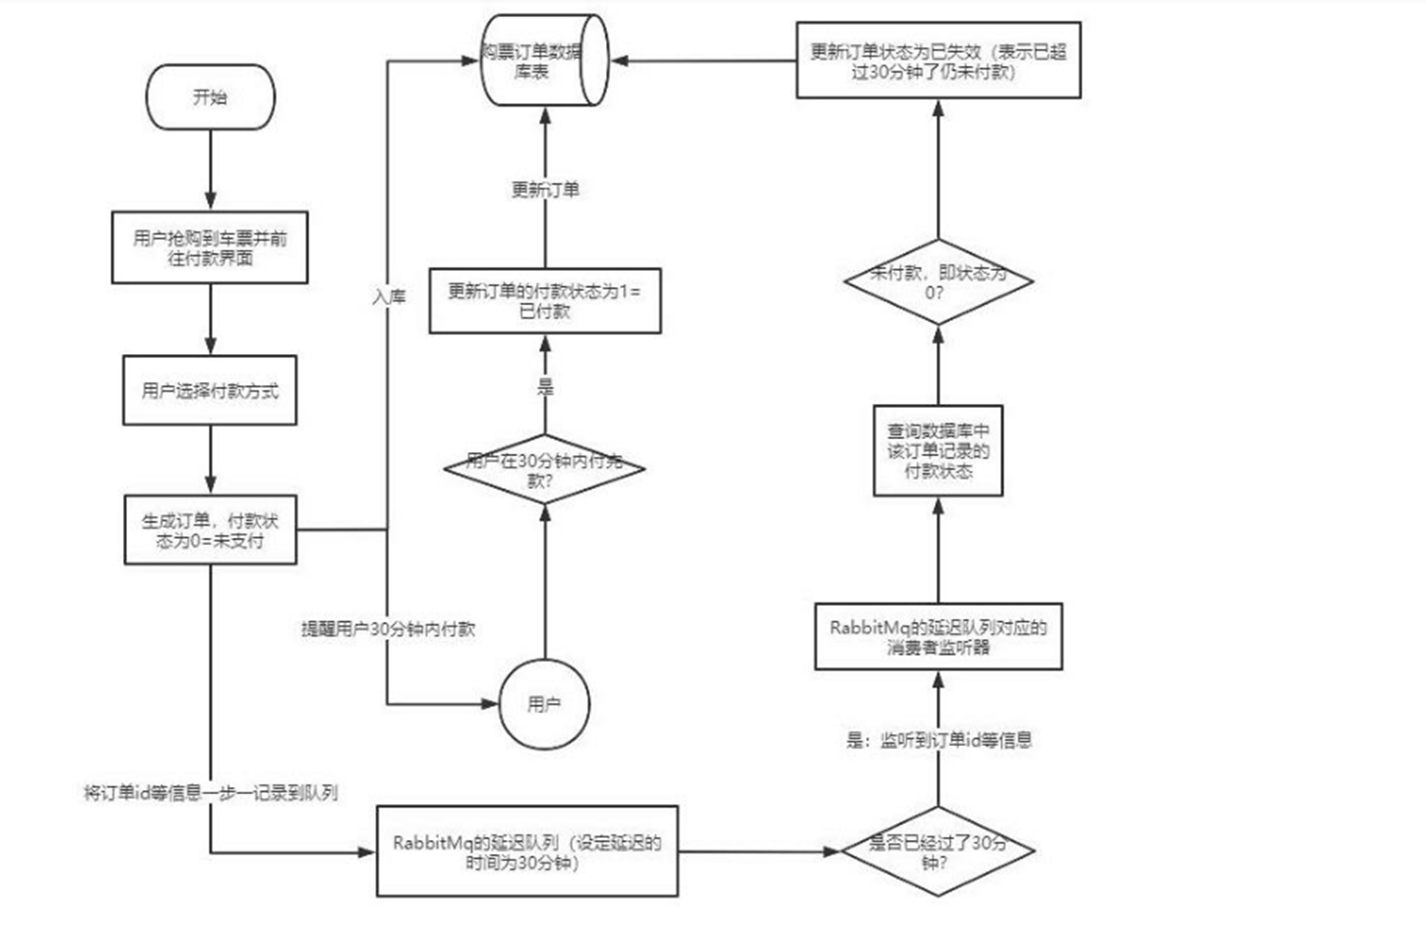 开始
用户抢购到车票并前
往付款界面
用户选择付款方式
生成订单，付款状
态为0=未支付
入库
提醒用户30分钟内付款
将订单id等信息一步一记录到队列
购票订单数据
库表
更新订单
更新订单的付款状态为1=
已付款
是
用户在30分钟内付完
款?
用户
RabbitMq的延迟队列（设定延迟的
时间为30分钟）
更新订单状态为已失效（表示已超
过30分钟了仍未付款）
未付款，即状态为
0?
查询数据库中
该订单记录的
付款状态
RabbitMq的延迟队列对应的
消费者监听器
是：监听到订单id等信息
是否已经过了30分
钟?